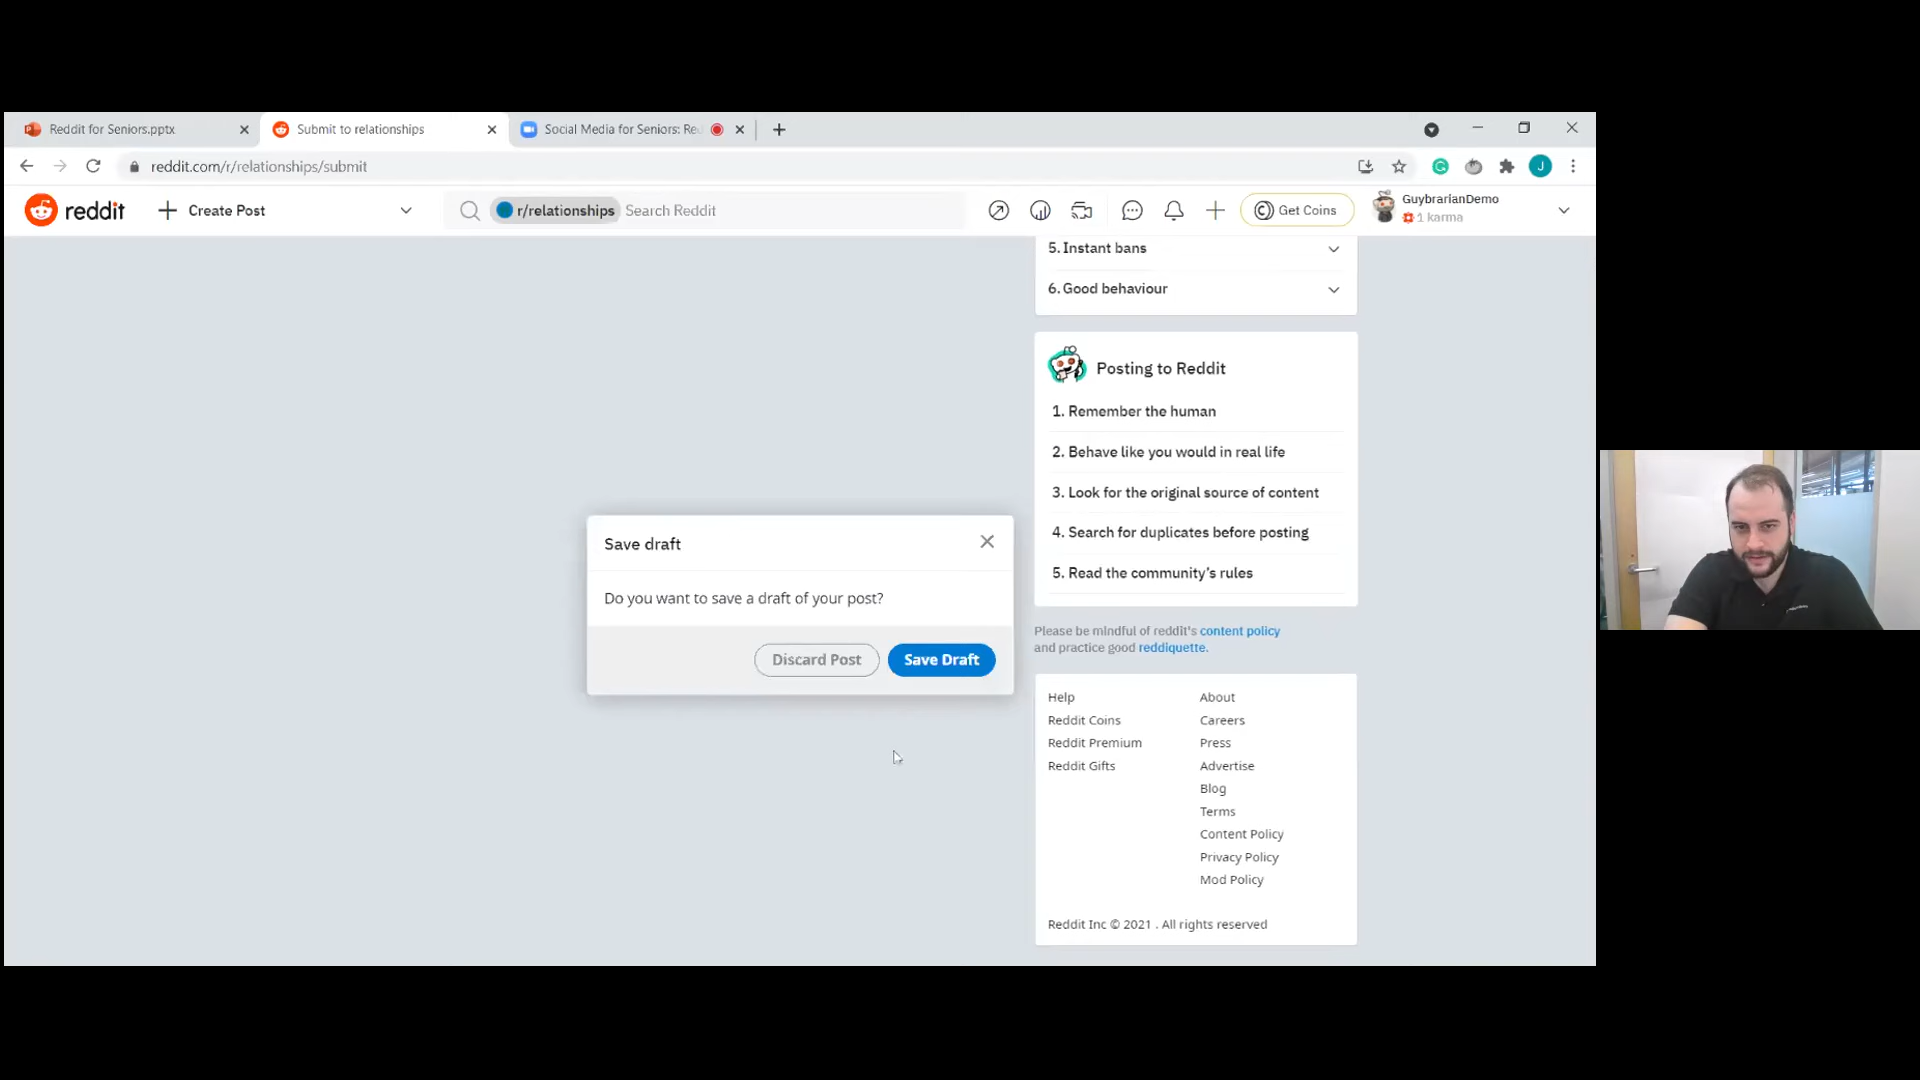 Reddit for Seniors.pptx
Submit to relationships
Social Media for Seniors: Re
reddit.com/r/relationships/submit
J
reddit
Create Post
r/relationships Search Reddit
Get Coins
GuybrarianDemo
1 karma
5. Instant bans
6. Good behaviour
Posting to Reddit
1. Remember the human
2. Behave like you would in real life
3. Look for the original source of content
4. Search for duplicates before posting
5. Read the community's rules
Please be mindful of reddit's content policy
and practice good reddiquette.
Save draft
Do you want to save a draft of your post?
Discard Post
Save Draft
Help
Reddit Coins
Reddit Premium
Reddit Gifts
About
Careers
Press
Advertise
Blog
Terms
Content Policy
Privacy Policy
Mod Policy
Reddit Inc © 2021 . All rights reserved